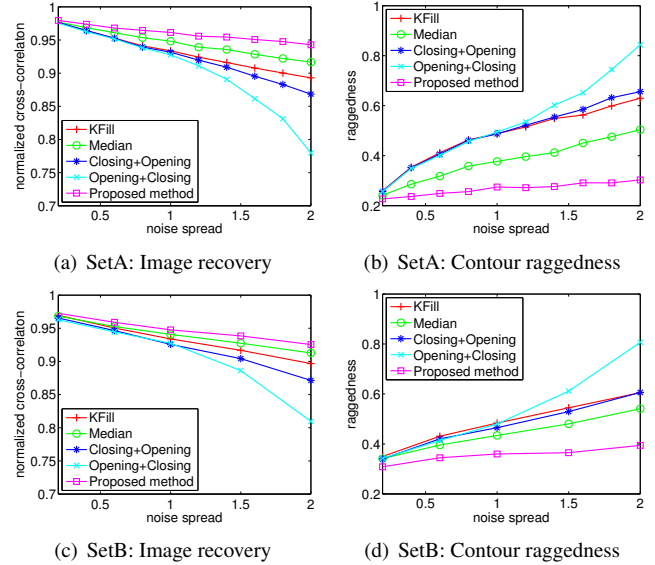 1
0.95
0.9
0.85
0.8
0.75
0.7
normalized cross−correlaton
KFill
Median
Closing+Opening
Opening+Closing
Proposed method
0.5 1 1.5 2
noise spread
(a) SetA: Image recovery
1
0.8
0.6
0.4
0.2
raggedness
KFill
Median
Closing+Opening
Opening+Closing
Proposed method
0.5 1 1.5 2
noise spread
(b) SetA: Contour raggedness
1
0.95
0.9
0.85
0.8
0.75
0.7
normalized cross−correlaton
KFill
Median
Closing+Opening
Opening+Closing
Proposed method
0.5 1 1.5 2
noise spread
(c) SetB: Image recovery
1
0.8
0.6
0.4
0.2
raggedness
KFill
Median
Closing+Opening
Opening+Closing
Proposed method
0.5 1 1.5 2
noise spread
(d) SetB: Contour raggedness